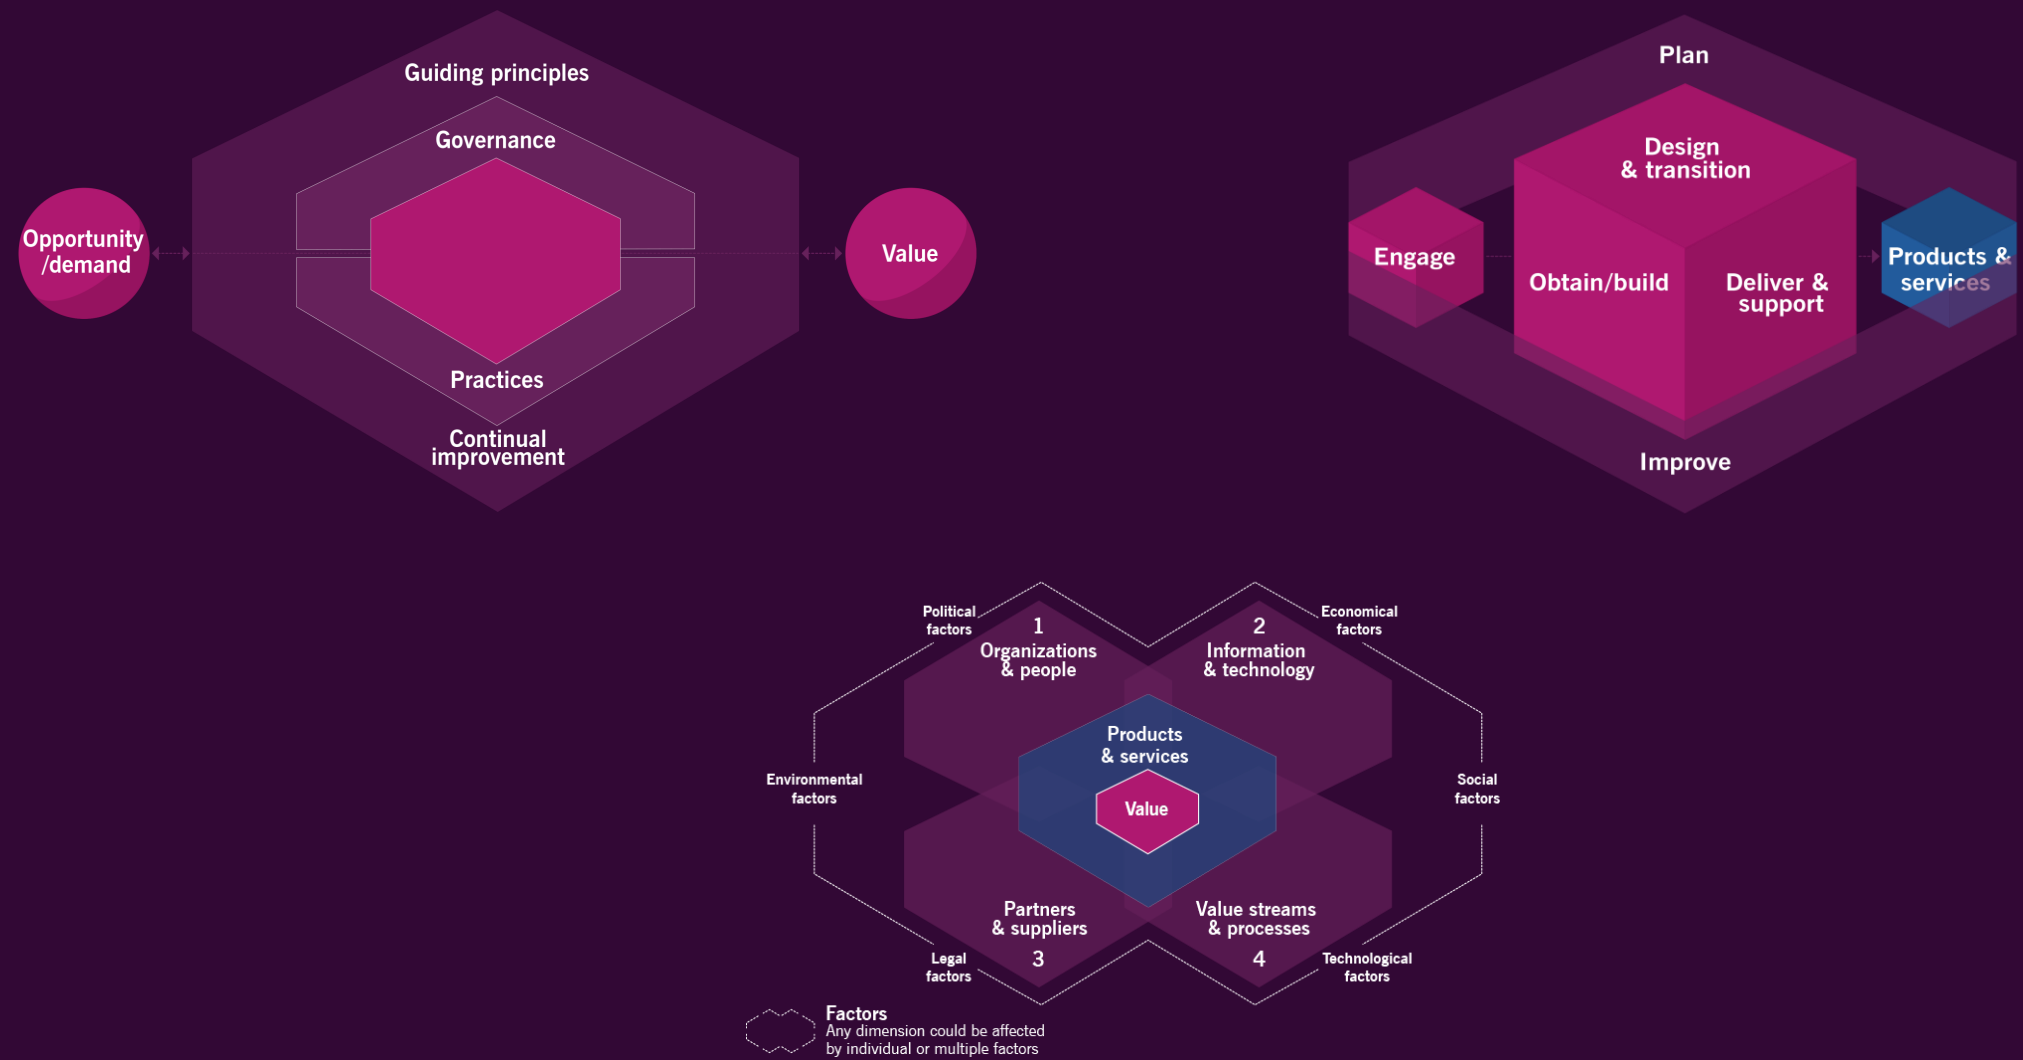 Guiding principles
Governance
Opportunity
/demand
Value
Practices
Continual
improvement
Plan
Design
& transition
Engage
Obtain/build
Deliver &
support
Products &
services
Improve
Political
factors
1
Organizations
& people
2
Information
& technology
Economical
factors
Products
& services
Value
Environmental
factors
Social
factors
Partners
& suppliers
3
Value streams
& processes
4
Legal
factors
Technological
factors
Factors
Any dimension could be affected
by individual or multiple factors